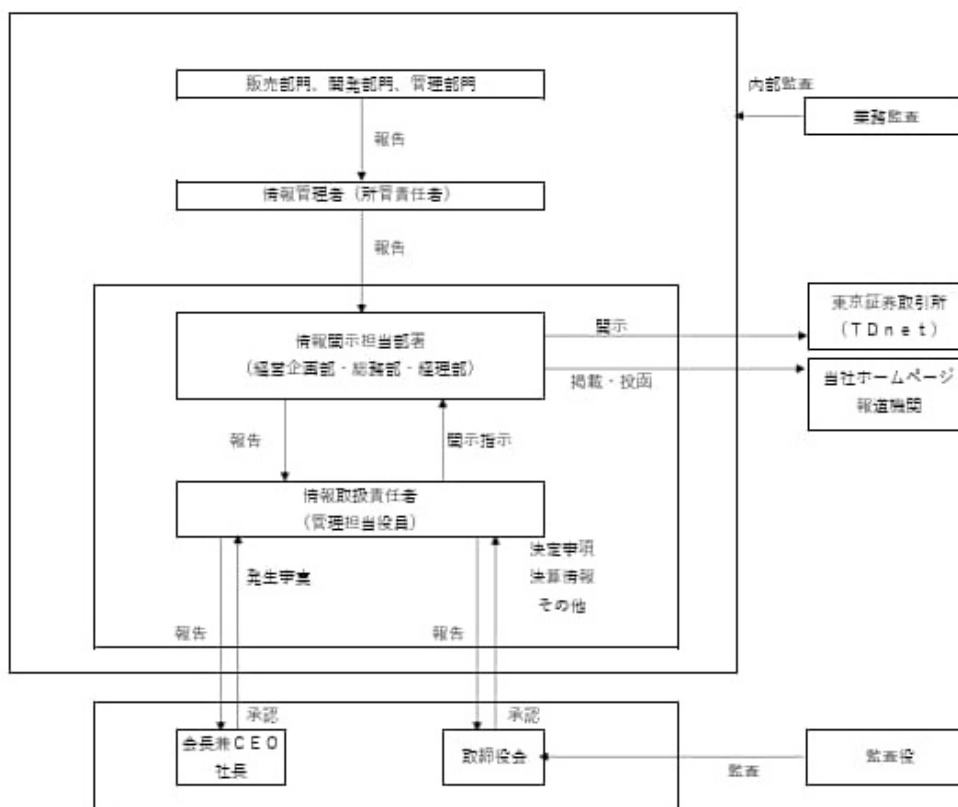 販売部門、開発部門、管理部門
内部監査
業務監査
報告
情報管理者（所管責任者）
報告
情報開示担当部署
（経営企画部・総務部・経理部）
開示
東京証券取引所
（ＴＤｎｅｔ）
掲載・投函
当社ホームページ
報道機関
報告
開示指示
情報取扱責任者
（管理担当役員）
発生事実
決定事項
決算情報
その他
報告
報告
承認
承認
会長兼ＣＥＯ
社長
取締役会
監査
監査役